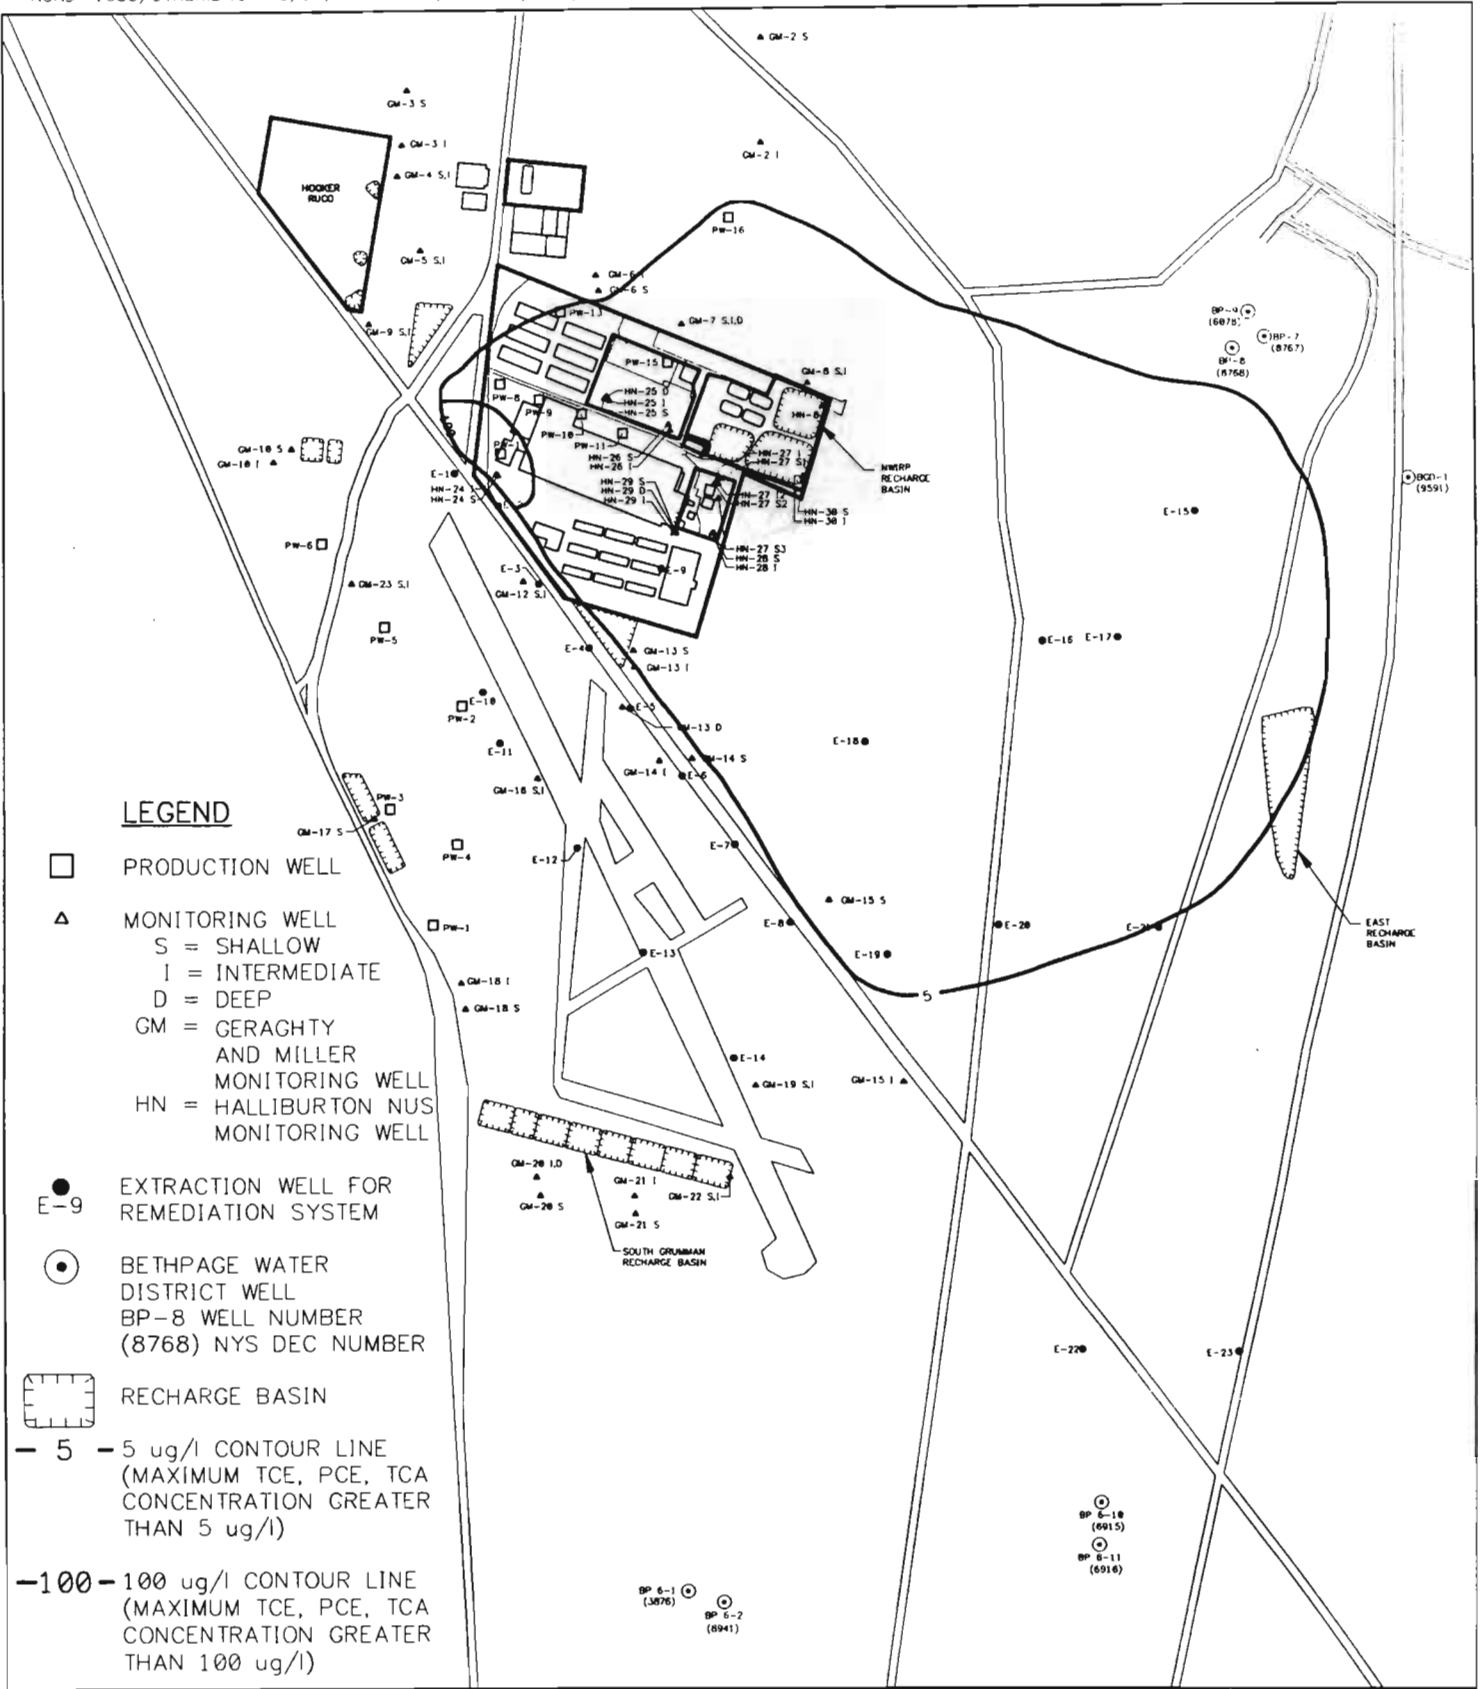 GM-2 S
GM-3 S
GM-3 I
GM-2 I
GM-4 S,I
HOOKER
RUCO
PW-16
GM-5 S,I
GM-6 I
GM-6 S
PW-13
GM-7 S,I,D
GM-9 S,I
BP-9
(6078)
BP-7
(8767)
BP-8
(8768)
PW-15
GM-8 S,I
PW-8
PW-9
HN-25 D
HN-25 I
HN-25 S
HN-8
PW-10
PW-11
100
GM-10 S
GM-10 I
HN-26 S
HN-26 I
HN-27 I
HN-27 S1
NWIRP
RECHARGE
BASIN
E-1
HN-24 I
HN-24 S
HN-29 S
HN-29 D
HN-29 I
HN-27 S2
BGD-1
(9591)
HN-30 S
HN-30 I
E-15
PW-6
HN-27 S3
HN-28 S
HN-28 I
E-3
GM-12 S,I
E-9
GM-23 S,I
PW-5
E-4
GM-13 S
GM-13 I
E-16
E-17
E-10
PW-2
E-5
GM-13 D
E-11
E-18
GM-14 S
GM-14 I
E-6
GM-16 S,I
PW-3
GM-17 S
PW-4
E-12
E-7
GM-15 S
PW-1
E-8
E-20
E-21
EAST
RECHARGE
BASIN
E-13
E-19
5
GM-18 I
GM-18 S
E-14
GM-19 S,I
GM-15 I
GM-20 I,D
GM-20 S
GM-21 I
GM-21 S
GM-22 S,I
SOUTH GRUMMAN
RECHARGE BASIN
E-22
E-23
BP 6-10
(6915)
BP 6-11
(6916)
BP 6-1
(3876)
BP 6-2
(8941)
LEGEND
PRODUCTION WELL
MONITORING WELL
S = SHALLOW
I = INTERMEDIATE
D = DEEP
GM = GERAGHTY
AND MILLER
MONITORING WELL
HN = HALLIBURTON NUS
MONITORING WELL
E-9
EXTRACTION WELL FOR
REMEDIATION SYSTEM
BETHPAGE WATER
DISTRICT WELL
BP-8 WELL NUMBER
(8768) NYS DEC NUMBER
RECHARGE BASIN
- 5 - 5 ug/l CONTOUR LINE
(MAXIMUM TCE, PCE, TCA
CONCENTRATION GREATER
THAN 5 ug/l)
-100- 100 ug/l CONTOUR LINE
(MAXIMUM TCE, PCE, TCA
CONCENTRATION GREATER
THAN 100 ug/l)